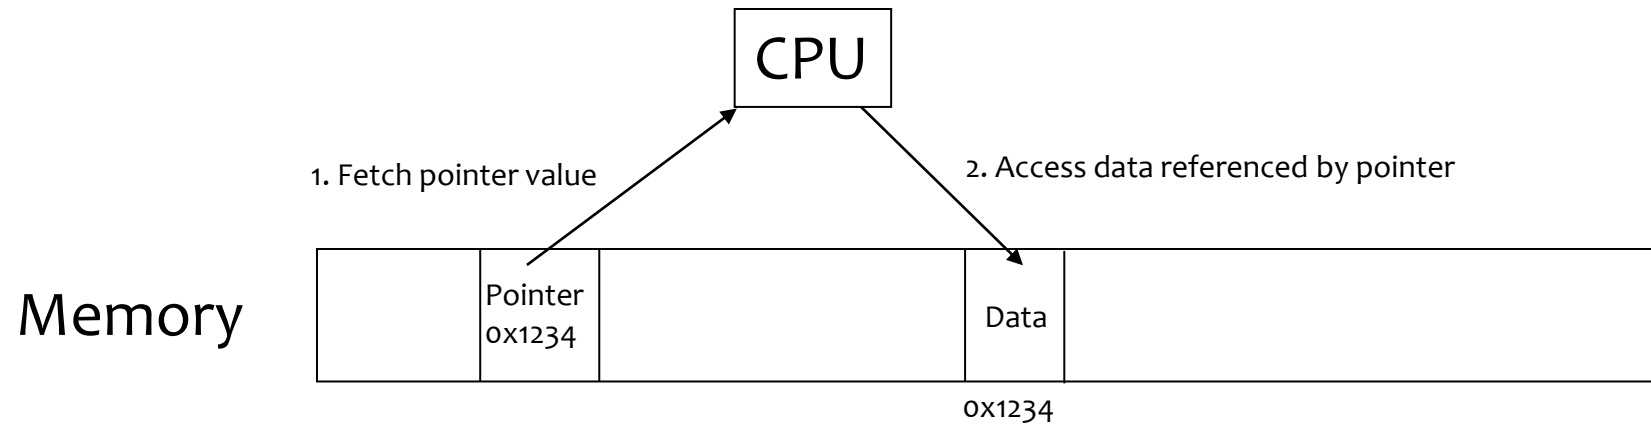 CPU
1. Fetch pointer value
2. Access data referenced by pointer
Memory
Pointer
0x1234
Data
0x1234